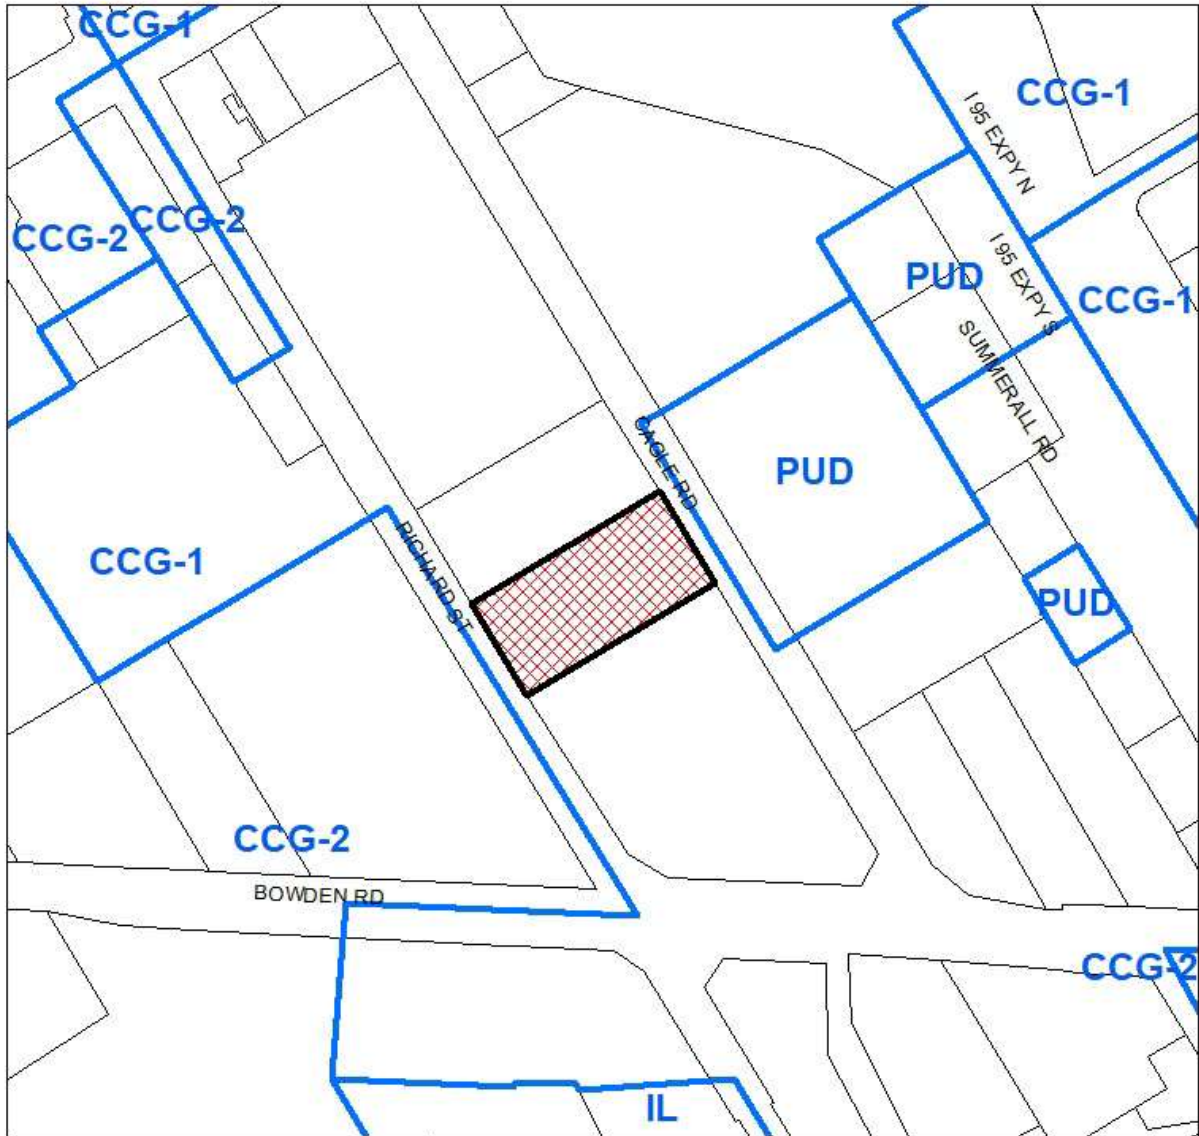 CCG-1
CCG-1
I 95 EXPY N
CCG-2
CCG-2
PUD
I 95 EXPY S
CCG-1
SUMMERALL RD
CAGLE RD
PUD
CCG-1
RICHARD ST
PUD
CCG-2
BOWDEN RD
CCG-2
IL